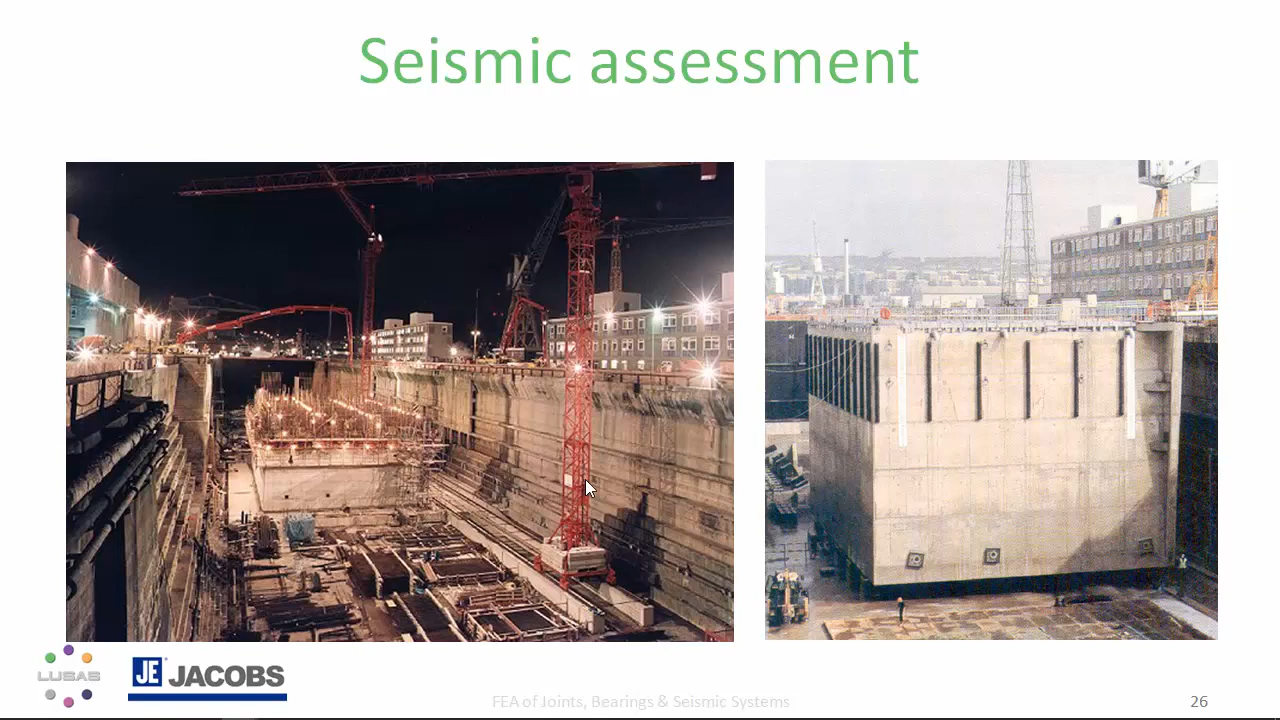 Seismic assessment
LUSAS
JE JACOBS
FEA of Joints, Bearings & Seismic Systems
26